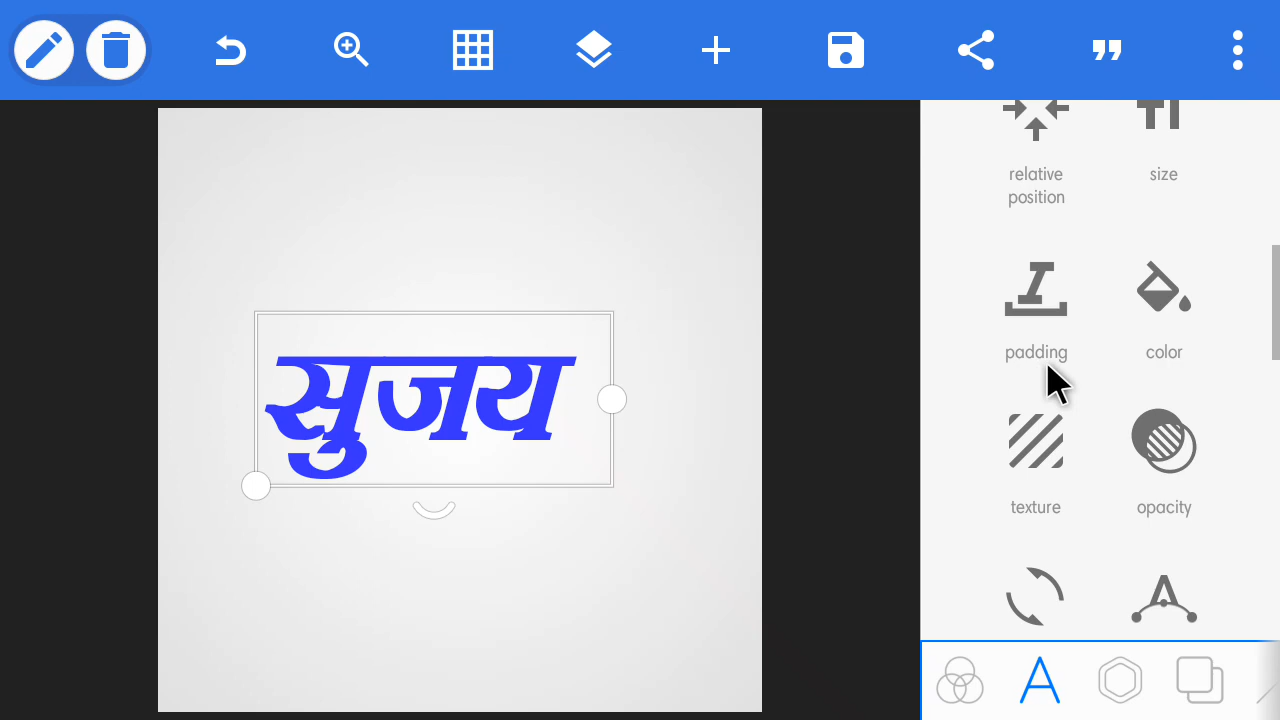 relative
position
size
सुजय
padding
color
texture
opacity